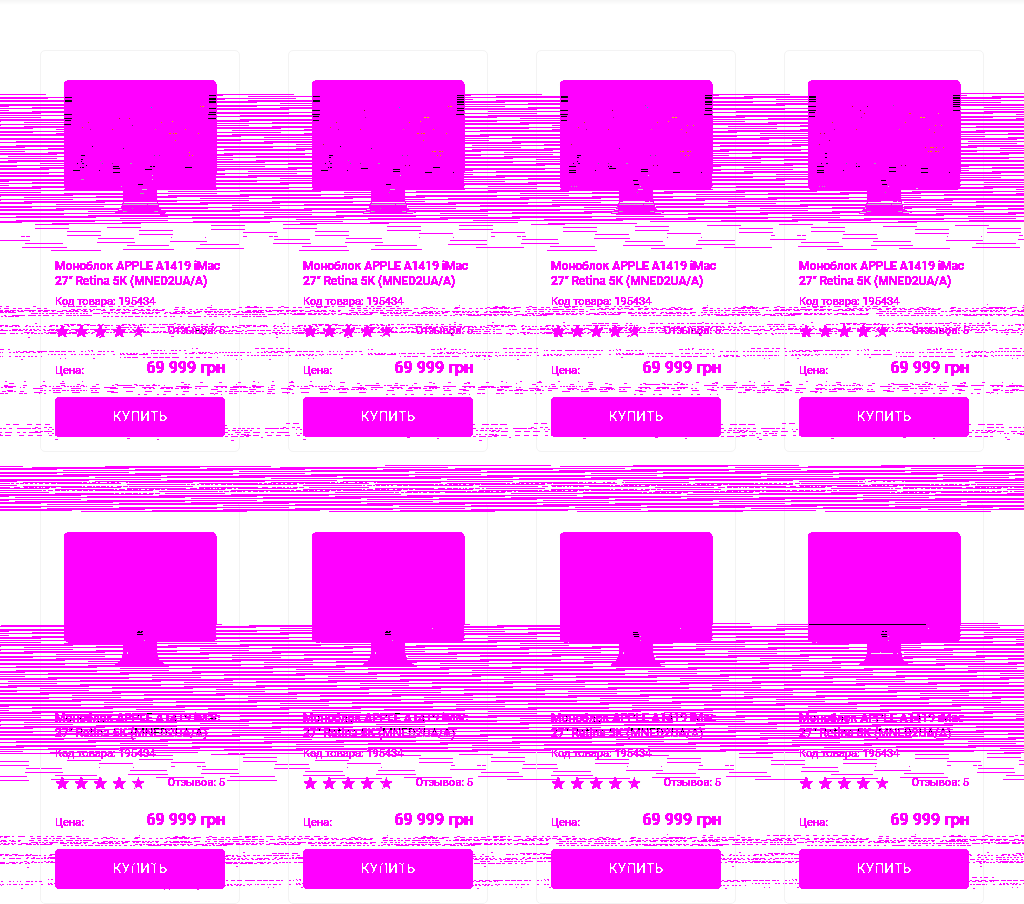 Моноблок APPLE A1419 iMac
27" Retina 5K (MNED2UA/A)
Код товара: 195434
Отзывов: 5
Цена: 69 999 грн
КУПИТЬ
Моноблок APPLE A1419 iMac
27" Retina 5K (MNED2UA/A)
Код товара: 195434
Отзывов: 5
Цена: 69 999 грн
КУПИТЬ
Моноблок APPLE A1419 iMac
27" Retina 5K (MNED2UA/A)
Код товара: 195434
Отзывов: 5
Цена: 69 999 грн
КУПИТЬ
Моноблок APPLE A1419 iMac
27" Retina 5K (MNED2UA/A)
Код товара: 195434
Отзывов: 5
Цена: 69 999 грн
КУПИТЬ
Моноблок APPLE A1419 iMac
27" Retina 5K (MNED2UA/A)
Код товара: 195434
Отзывов: 5
Цена: 69 999 грн
КУПИТЬ
Моноблок APPLE A1419 iMac
27" Retina 5K (MNED2UA/A)
Код товара: 195434
Отзывов: 5
Цена: 69 999 грн
КУПИТЬ
Моноблок APPLE A1419 iMac
27" Retina 5K (MNED2UA/A)
Код товара: 195434
Отзывов: 5
Цена: 69 999 грн
КУПИТЬ
Моноблок APPLE A1419 iMac
27" Retina 5K (MNED2UA/A)
Код товара: 195434
Отзывов: 5
Цена: 69 999 грн
КУПИТЬ